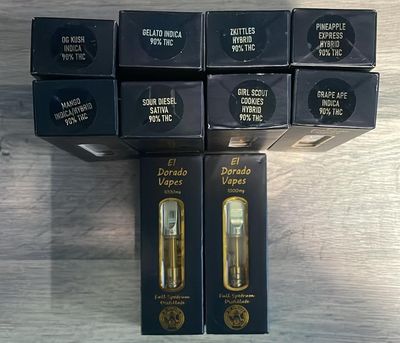 OG KUSH
INDICA
90% THC
GELATO INDICA
90% THC
ZKITTLES
HYBRID
90% THC
PINEAPPLE
EXPRESS
HYBRID
90% THC
MANGO
INDICA/HYBRID
90% THC
SOUR DIESEL
SATIVA
90% THC
GIRL SCOUT
COOKIES
HYBRID
90% THC
GRAPE APE
INDICA
90% THC
El
Dorado
Vapes
1000mg
Full Spectrum
Distillate
El
Dorado
Vapes
1000mg
Full Spectrum
Distillate